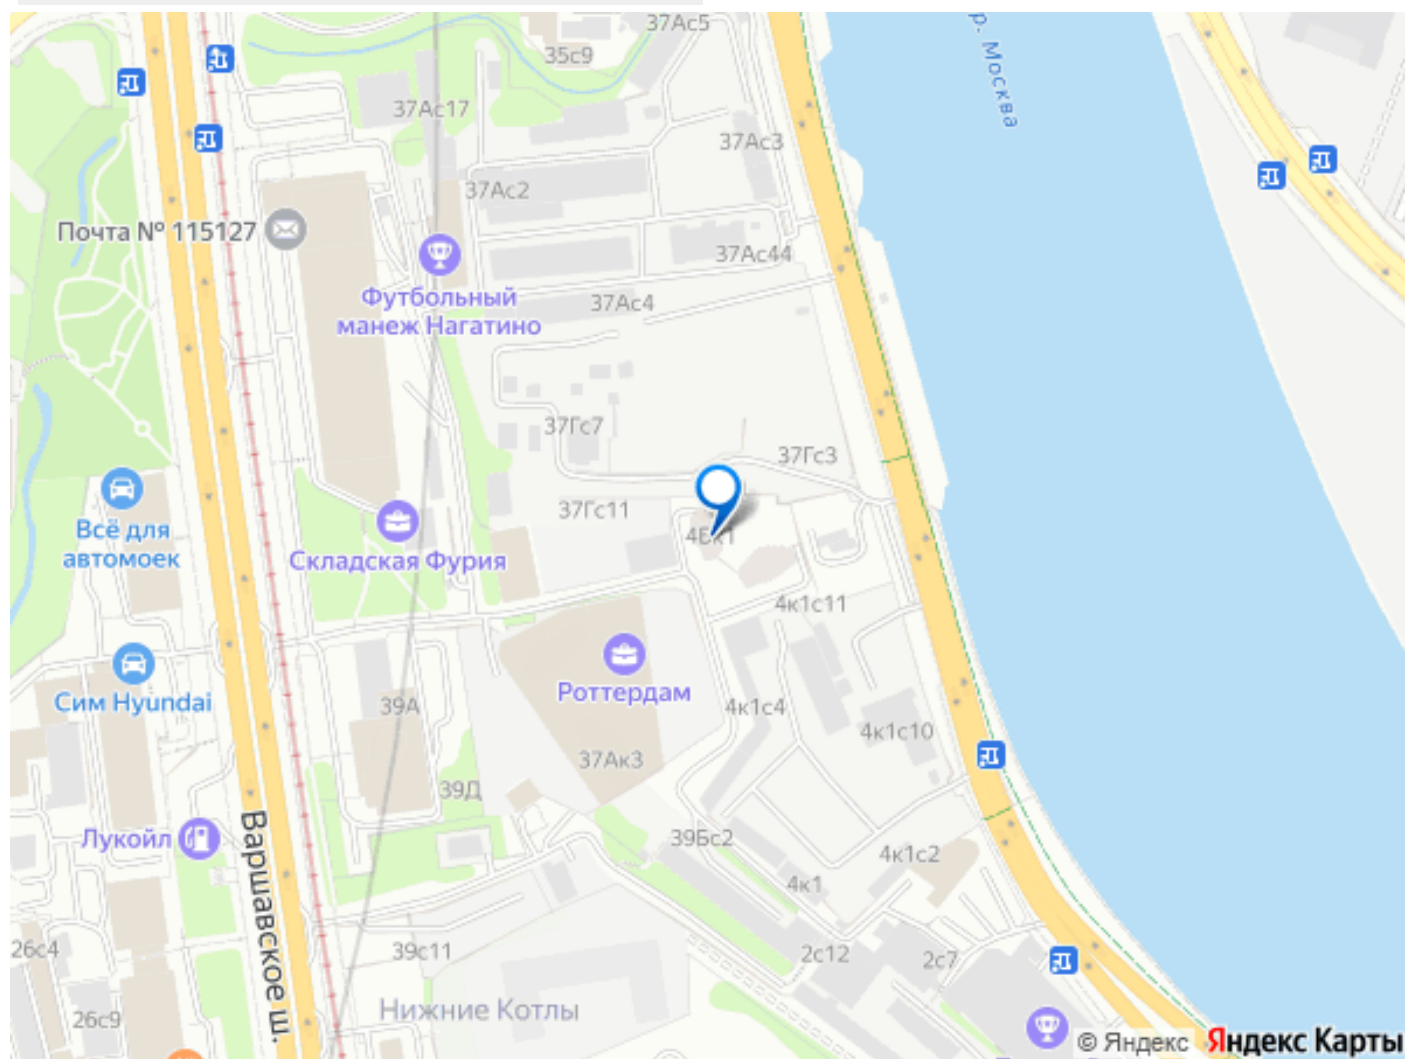 37Ас5
35с9
р. Москва
37Ас17
37Ас3
37Ас2
Почта № 115127
37Ас44
Футбольный
манеж Нагатино
37Ас4
37Гс7
37Гс3
Всё для
автомоек
37Гс11
4Бк1
Складская Фурия
4к1с11
Сим Hyundai
Роттердам
39А
4к1с4
4к1с10
37Ак3
39Д
Лукойл
Варшавское ш.
39Бс2
4к1с2
4к1
26с4
39с11
2с12
2с7
Нижние Котлы
26с9
© Яндекс Яндекс Карты